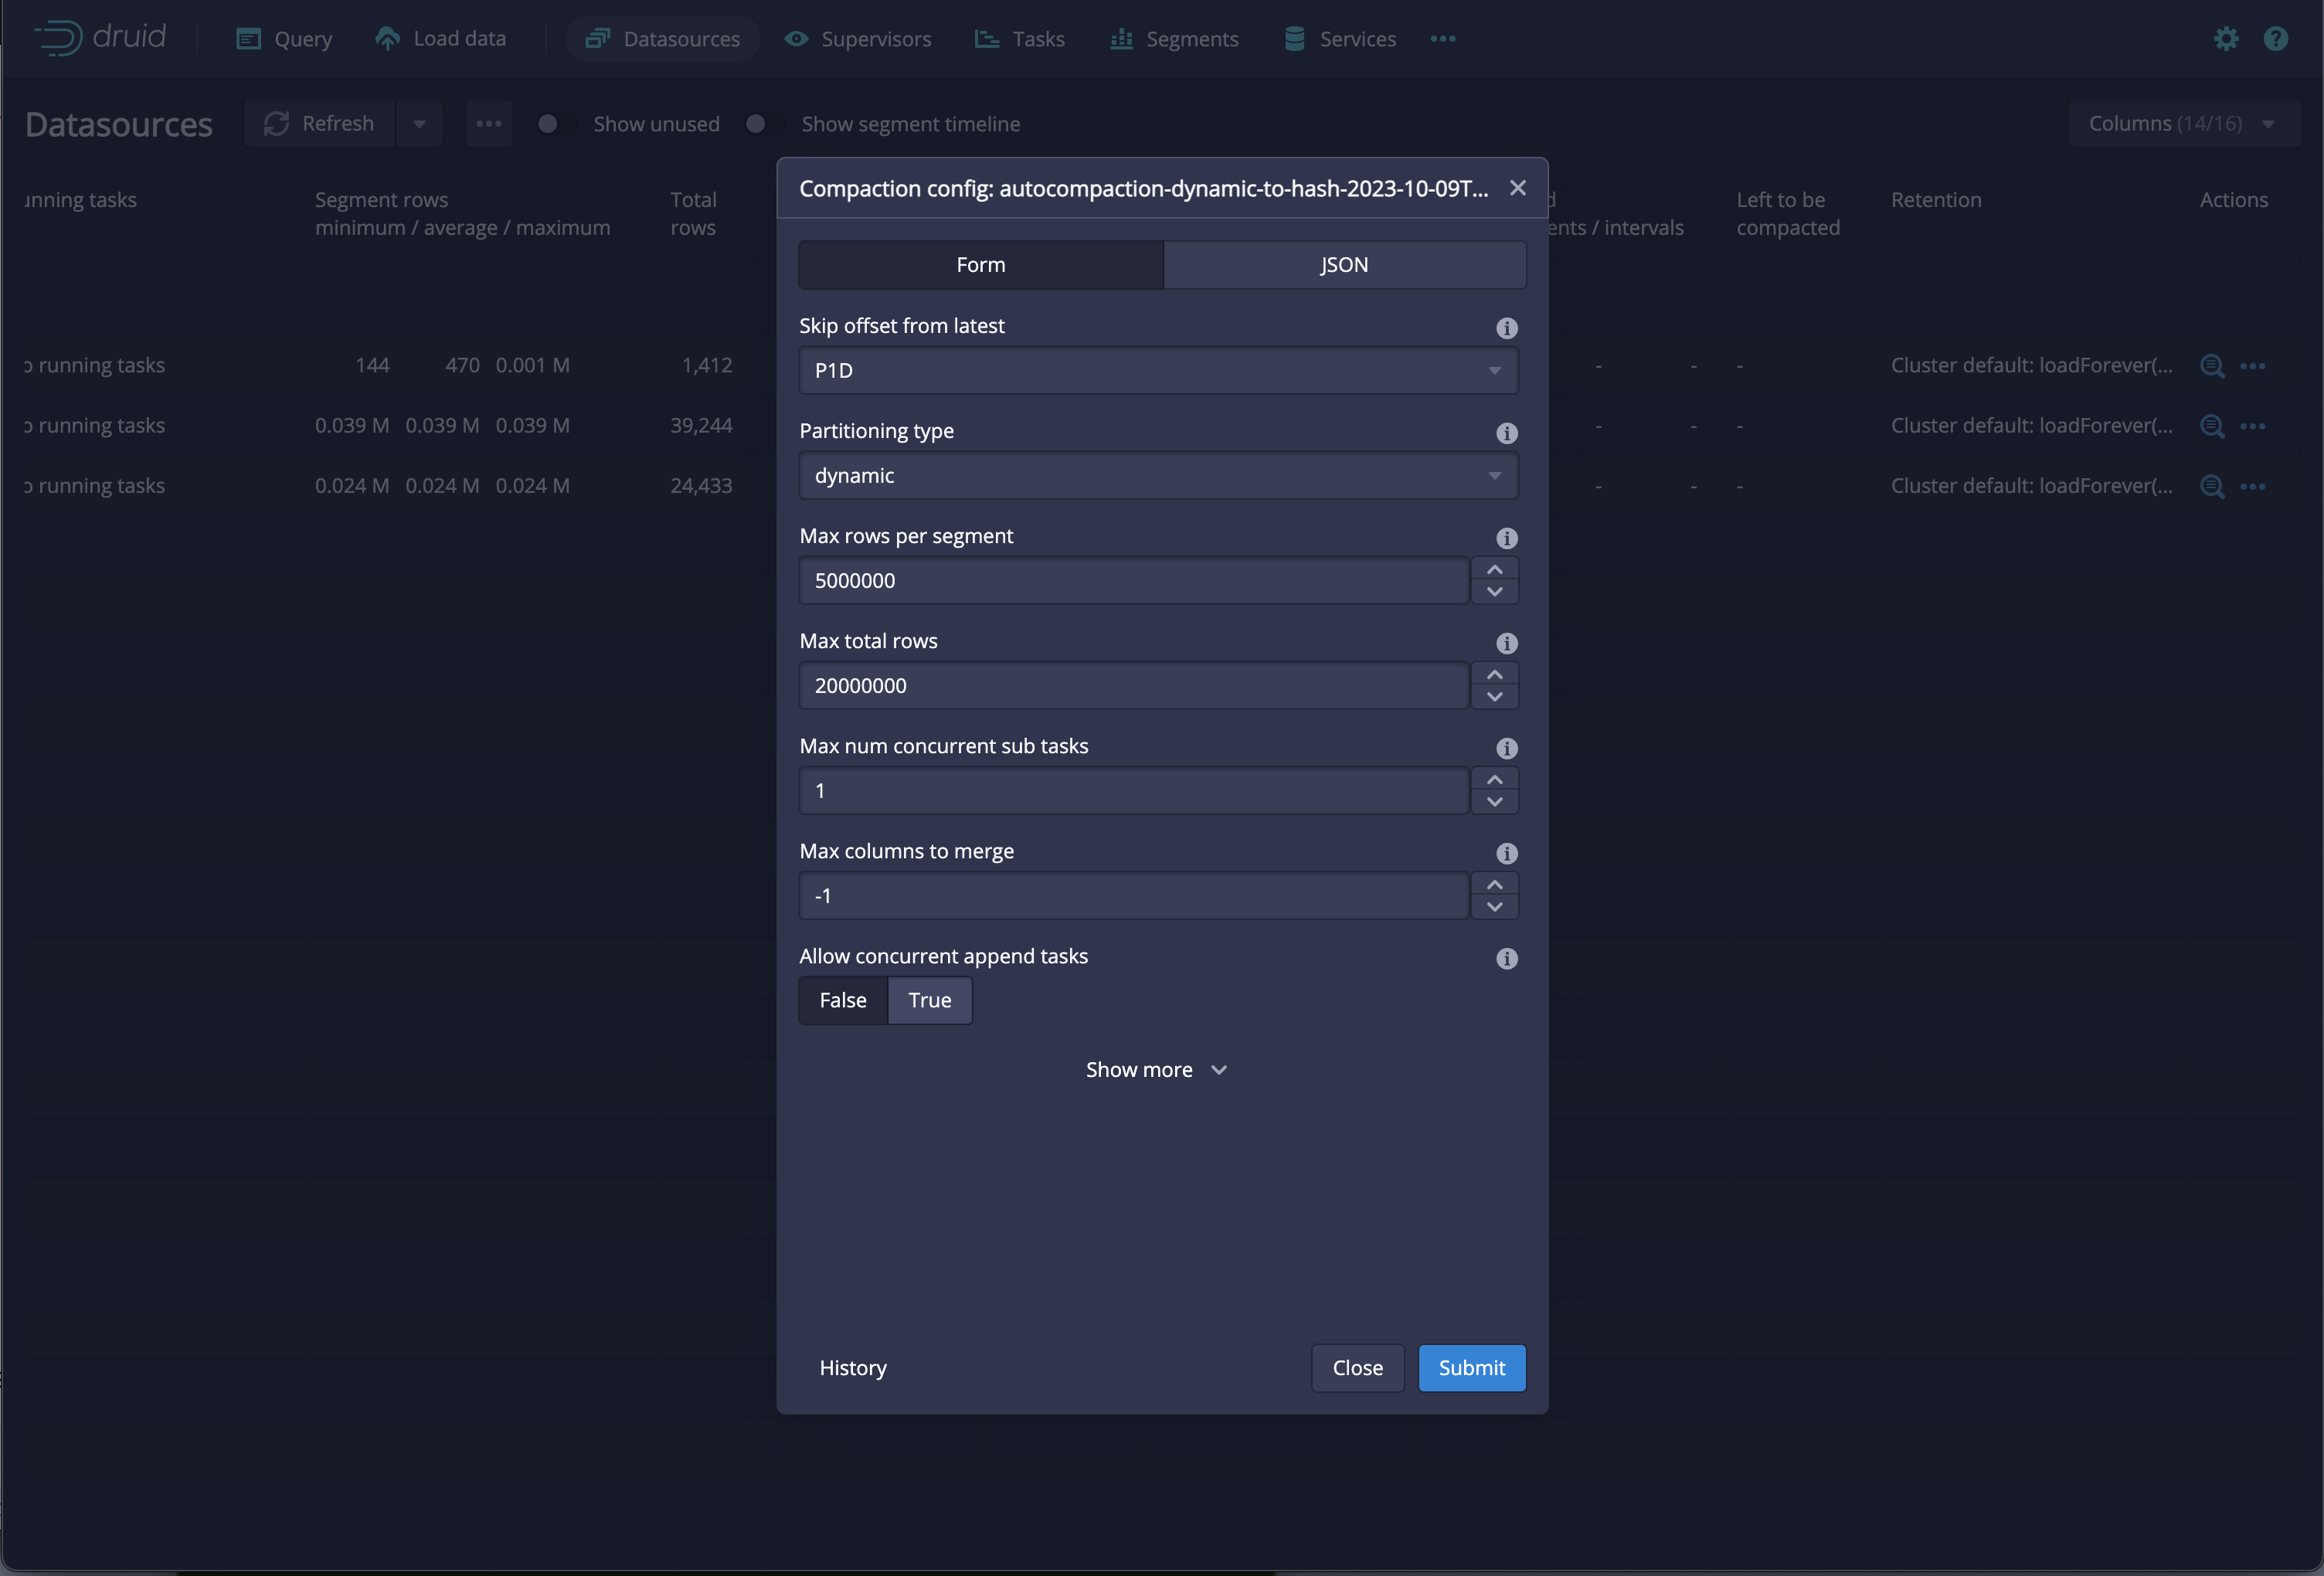 druid Query Load data Datasources Supervisors Tasks Segments Services
Datasources Refresh Show unused Show segment timeline Columns (14/16)
Compaction config: autocompaction-dynamic-to-hash-2023-10-09T...
tasks Segment rows Total / intervals Left to be Retention Actions
minimum / average / maximum rows compacted
Form JSON
Skip offset from latest
P1D
running tasks 144 470 0.001 M 1,412 - - - Cluster default: loadForever(...
running tasks 0.039 M 0.039 M 0.039 M 39,244 - - - Cluster default: loadForever(...
running tasks 0.024 M 0.024 M 0.024 M 24,433 - - - Cluster default: loadForever(...
Partitioning type
dynamic
Max rows per segment
5000000
Max total rows
20000000
Max num concurrent sub tasks
1
Max columns to merge
-1
Allow concurrent append tasks
False True
Show more
History Close Submit